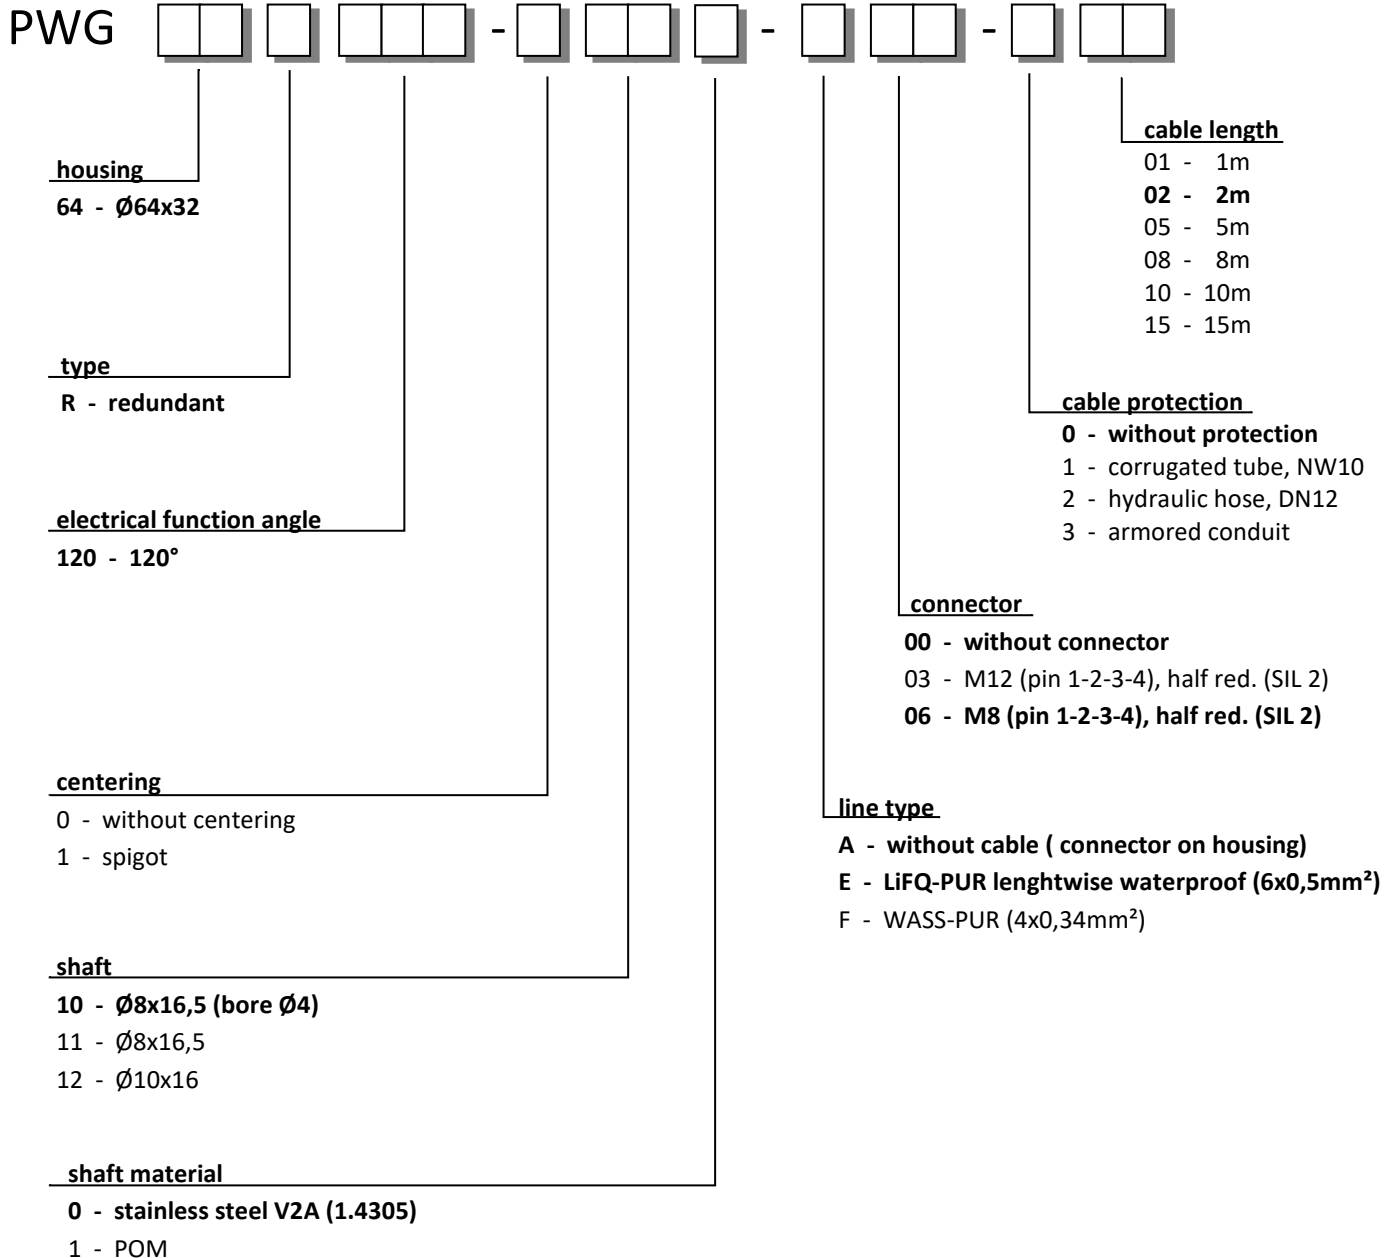 PWG - - -
housing
64 - Ø64x32
type
R - redundant
electrical function angle
120 - 120°
centering
0 - without centering
1 - spigot
shaft
10 - Ø8x16,5 (bore Ø4)
11 - Ø8x16,5
12 - Ø10x16
shaft material
0 - stainless steel V2A (1.4305)
1 - POM
cable length
01 - 1m
02 - 2m
05 - 5m
08 - 8m
10 - 10m
15 - 15m
cable protection
0 - without protection
1 - corrugated tube, NW10
2 - hydraulic hose, DN12
3 - armored conduit
connector
00 - without connector
03 - M12 (pin 1-2-3-4), half red. (SIL 2)
06 - M8 (pin 1-2-3-4), half red. (SIL 2)
line type
A - without cable ( connector on housing)
E - LiFQ-PUR lenghtwise waterproof (6x0,5mm²)
F - WASS-PUR (4x0,34mm²)